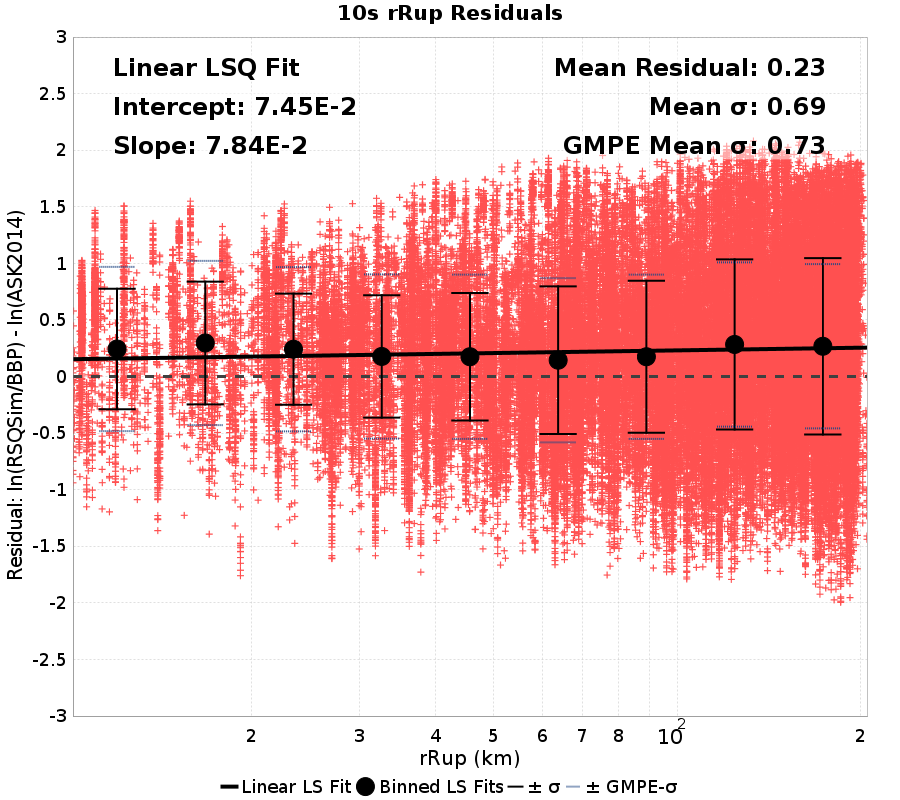 10s rRup Residuals
Linear LSQ Fit
Intercept: 7.45E-2
Slope: 7.84E-2
Mean Residual: 0.23
Mean σ: 0.69
GMPE Mean σ: 0.73
Residual: ln(RSQSim/BBP) - ln(ASK2014)
3
2.5
2
1.5
1
0.5
0
-0.5
-1
-1.5
-2
-2.5
-3
2 3 4 5 6 7 8 10^2 2
rRup (km)
Linear LS Fit Binned LS Fits ± σ ± GMPE-σ